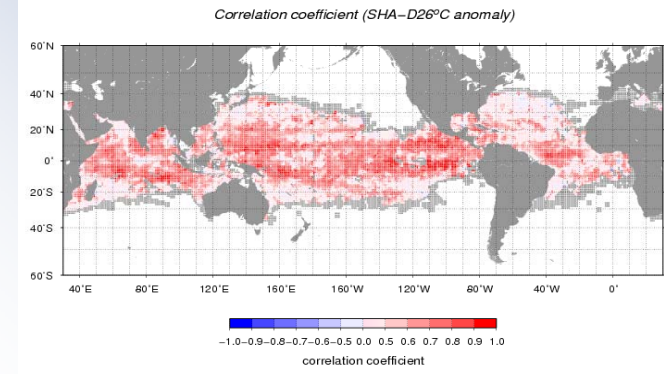 Correlation coefficient (SHA−D26°C anomaly)
60°N
40°N
20°N
0°
20°S
40°S
60°S
40°E 80°E 120°E 160°E 160°W 120°W 80°W 40°W 0°
−1.0−0.9−0.8−0.7−0.6−0.5 0.0 0.5 0.6 0.7 0.8 0.9 1.0
correlation coefficient